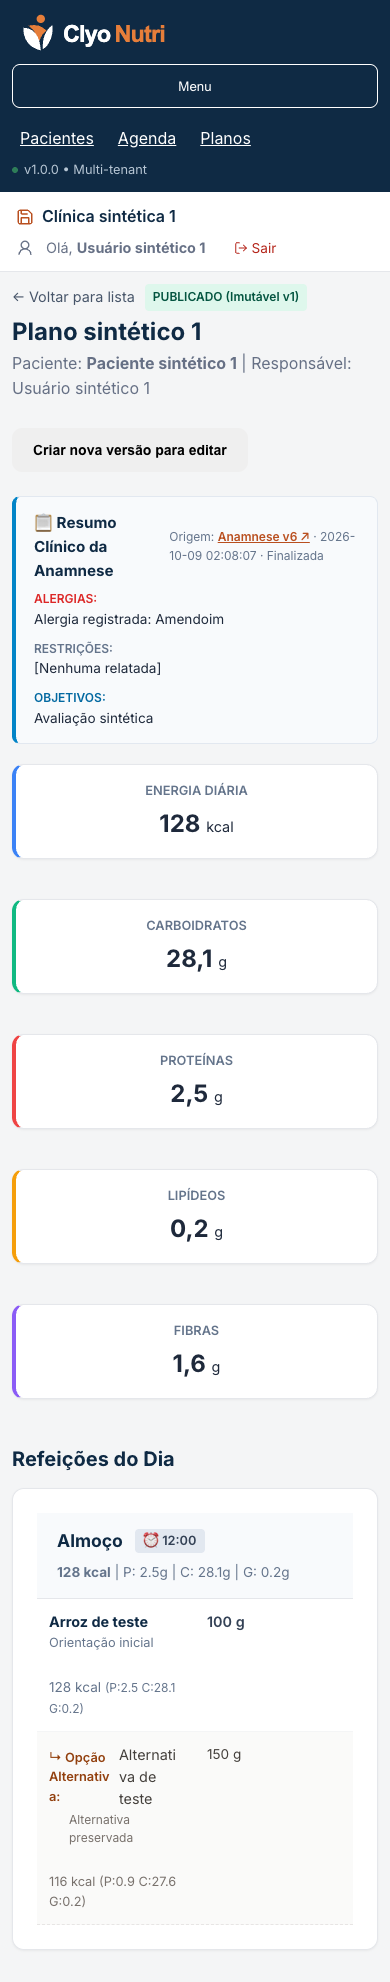 Clyo Nutri
Menu
Pacientes Agenda Planos
v1.0.0 • Multi-tenant
Clínica sintética 1
Olá, Usuário sintético 1 Sair
← Voltar para lista PUBLICADO (Imutável v1)
Plano sintético 1
Paciente: Paciente sintético 1 | Responsável:
Usuário sintético 1
Criar nova versão para editar
📋 Resumo
Clínico da
Anamnese
Origem: Anamnese v6 ↗ · 2026-
10-09 02:08:07 · Finalizada
ALERGIAS:
Alergia registrada: Amendoim
RESTRIÇÕES:
[Nenhuma relatada]
OBJETIVOS:
Avaliação sintética
ENERGIA DIÁRIA
128 kcal
CARBOIDRATOS
28,1 g
PROTEÍNAS
2,5 g
LIPÍDEOS
0,2 g
FIBRAS
1,6 g
Refeições do Dia
Almoço ⏰ 12:00
128 kcal | P: 2.5g | C: 28.1g | G: 0.2g
Arroz de teste 100 g
Orientação inicial
128 kcal (P:2.5 C:28.1
G:0.2)
↳ Opção
Alternativ
a:
Alternati
va de
teste
150 g
Alternativa
preservada
116 kcal (P:0.9 C:27.6
G:0.2)